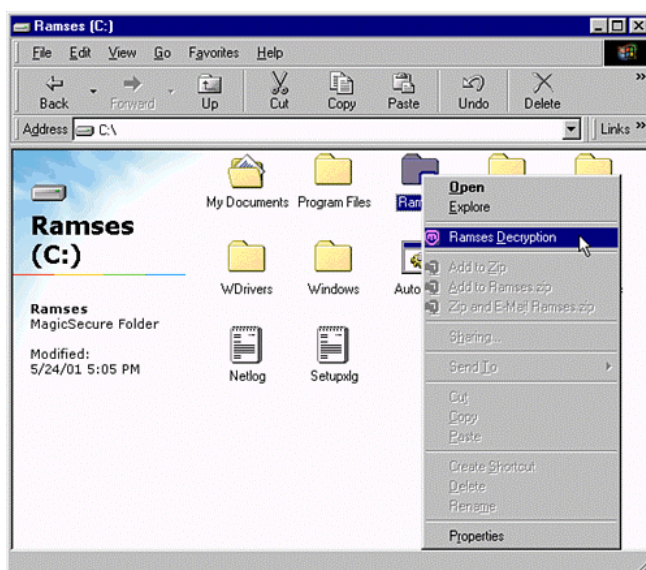 Ramses (C:)
File Edit View Go Favorites Help
Back Forward Up Cut Copy Paste Undo Delete »
Address C:\ Links »
Ramses
(C:)
Ramses
MagicSecure Folder
Modified:
5/24/01 5:05 PM
My Documents Program Files Ram
WDrivers Windows Auto
Netlog Setupxlg
Open
Explore
Ramses Decryption
Add to Zip
Add to Ramses.zip
Zip and E-Mail Ramses.zip
Sharing...
Send To
Cut
Copy
Paste
Create Shortcut
Delete
Rename
Properties